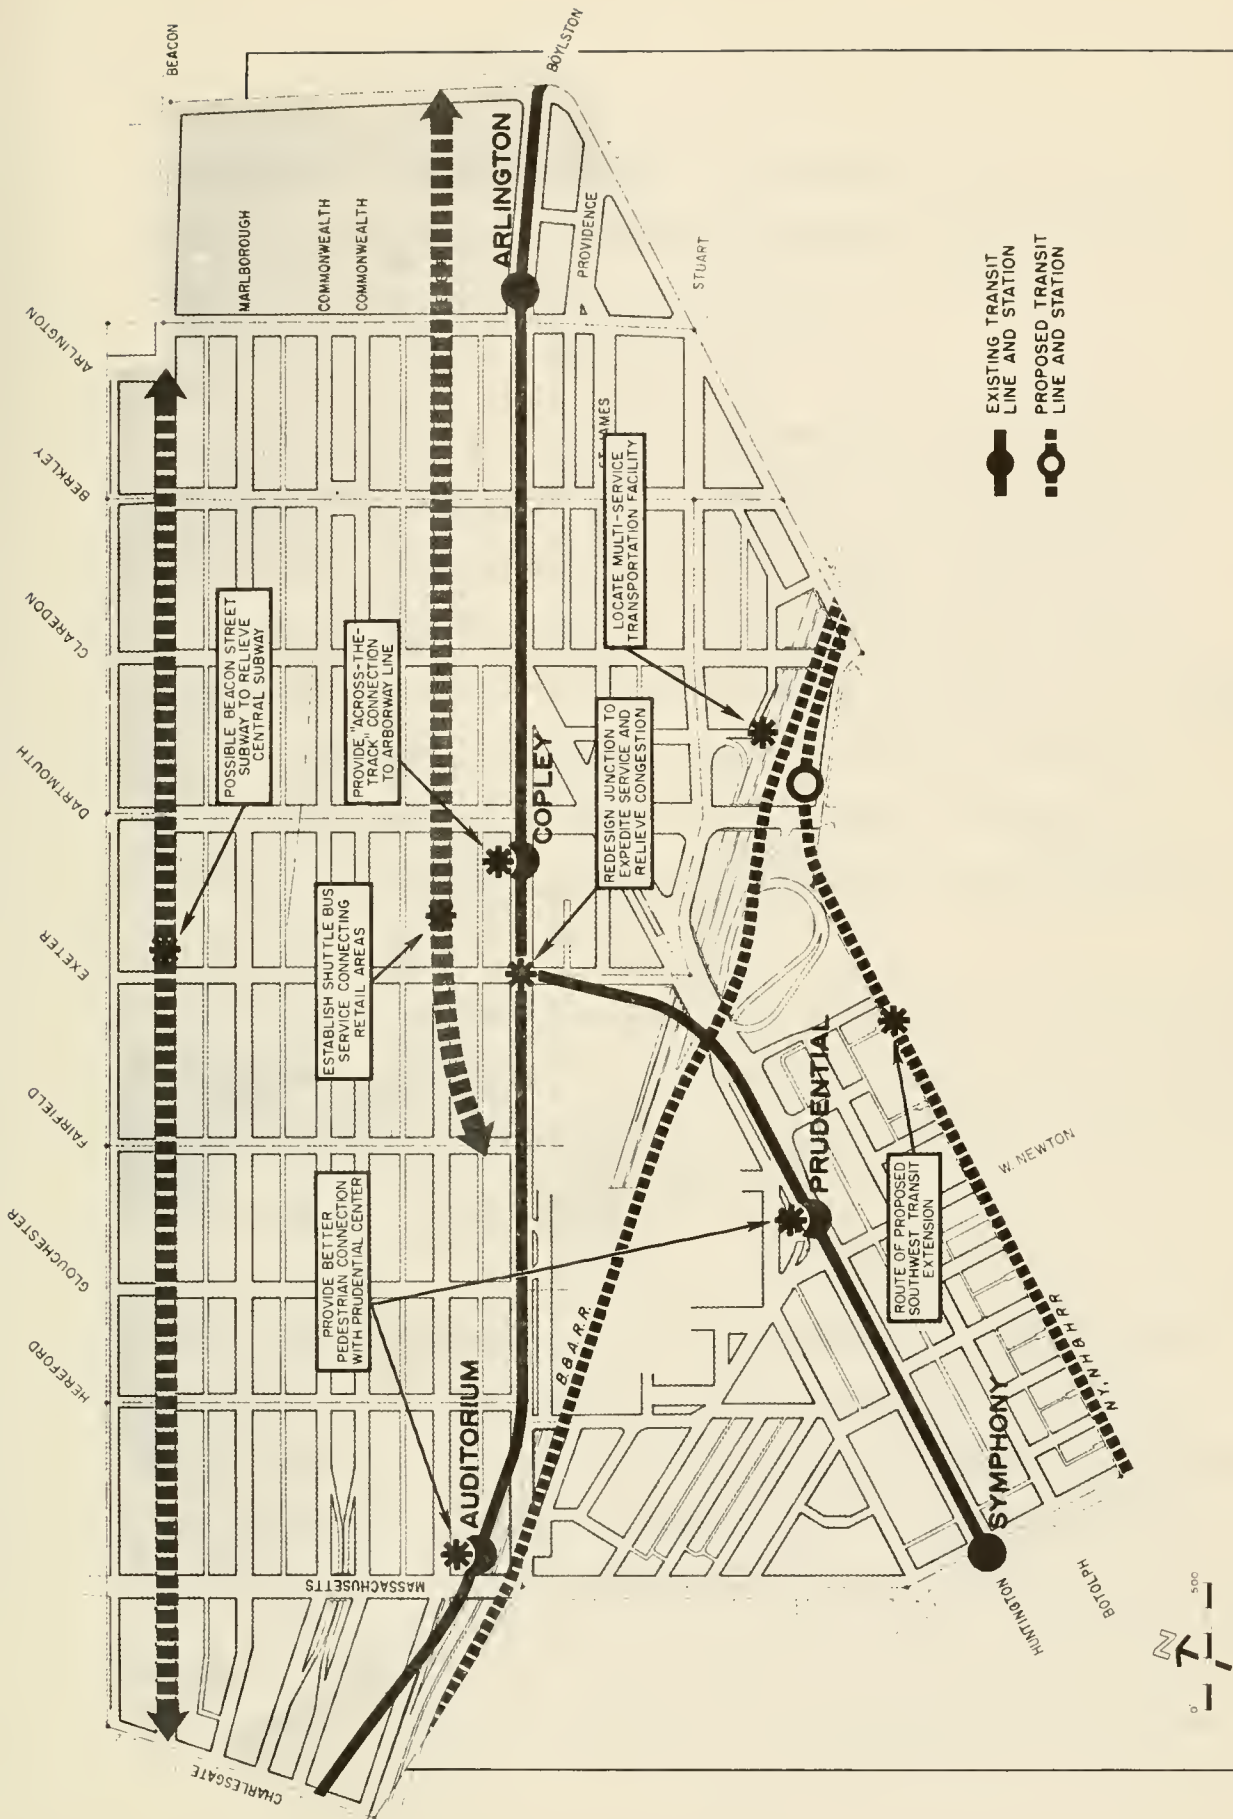 BEACON
BOYLSTON
MARLBOROUGH
COMMONWEALTH
COMMONWEALTH
ARLINGTON
PROVIDENCE
STUART
ARLINGTON
BERKLEY
CLAREDON
DARTMOUTH
EXETER
FAIRFIELD
GLOUCHESTER
HEREFORD
MASSACHUSETTS
CHARLESGATE
POSSIBLE BEACON STREET
SUBWAY TO RELIEVE
CENTRAL SUBWAY
PROVIDE "ACROSS-THE-
TRACK" CONNECTION
TO ARBORWAY LINE
ESTABLISH SHUTTLE BUS
SERVICE CONNECTING
RETAIL AREAS
PROVIDE BETTER
PEDESTRIAN CONNECTION
WITH PRUDENTIAL CENTER
LOCATE MULTI-SERVICE
TRANSPORTATION FACILITY
REDESIGN JUNCTION TO
EXPEDITE SERVICE AND
RELIEVE CONGESTION
ROUTE OF PROPOSED
SOUTHWEST TRANSIT
EXTENSION
COPLEY
AUDITORIUM
PRUDENTIAL
SYMPHONY
B.&A.R.R.
W. NEWTON
N.Y., N.H. & H R R
HUNTINGTON
BOTOLPH
EXISTING TRANSIT
LINE AND STATION
PROPOSED TRANSIT
LINE AND STATION
N
0' 500